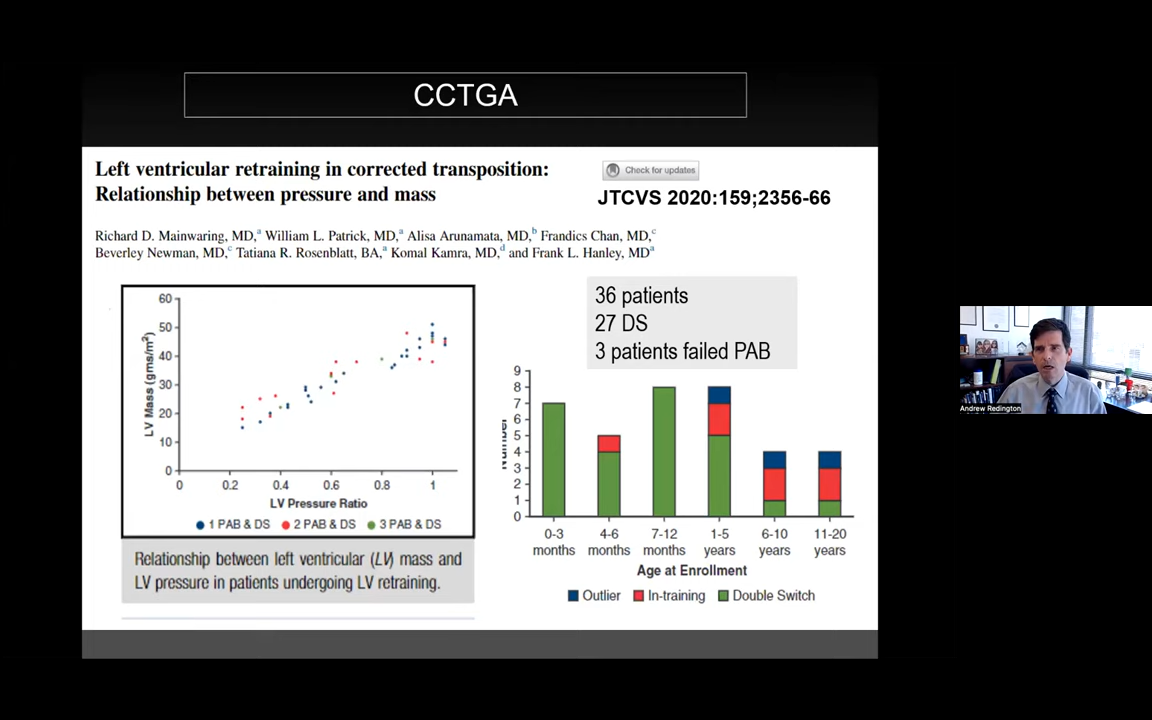 CCTGA
Left ventricular retraining in corrected transposition:
Relationship between pressure and mass
Check for updates
JTCVS 2020:159;2356-66
Richard D. Mainwaring, MD,a William L. Patrick, MD,a Alisa Arunamata, MD,b Frandics Chan, MD,c
Beverley Newman, MD,c Tatiana R. Rosenblatt, BA,a Komal Kamra, MD,d and Frank L. Hanley, MDa
LV Mass (gms/m2)
60
50
40
30
20
10
0
0 0.2 0.4 0.6 0.8 1
LV Pressure Ratio
1 PAB & DS 2 PAB & DS 3 PAB & DS
Relationship between left ventricular (LV) mass and
LV pressure in patients undergoing LV retraining.
36 patients
27 DS
3 patients failed PAB
Number
9
8
7
6
5
4
3
2
1
0
0-3 4-6 7-12 1-5 6-10 11-20
months months months years years years
Age at Enrollment
Outlier In-training Double Switch
Andrew Redington